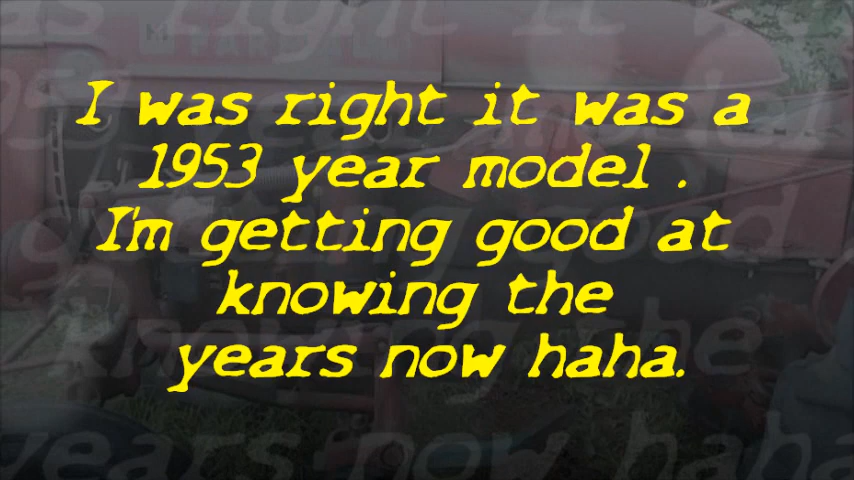 I was right it was a
1953 year model .
I'm getting good at
knowing the
years now haha.